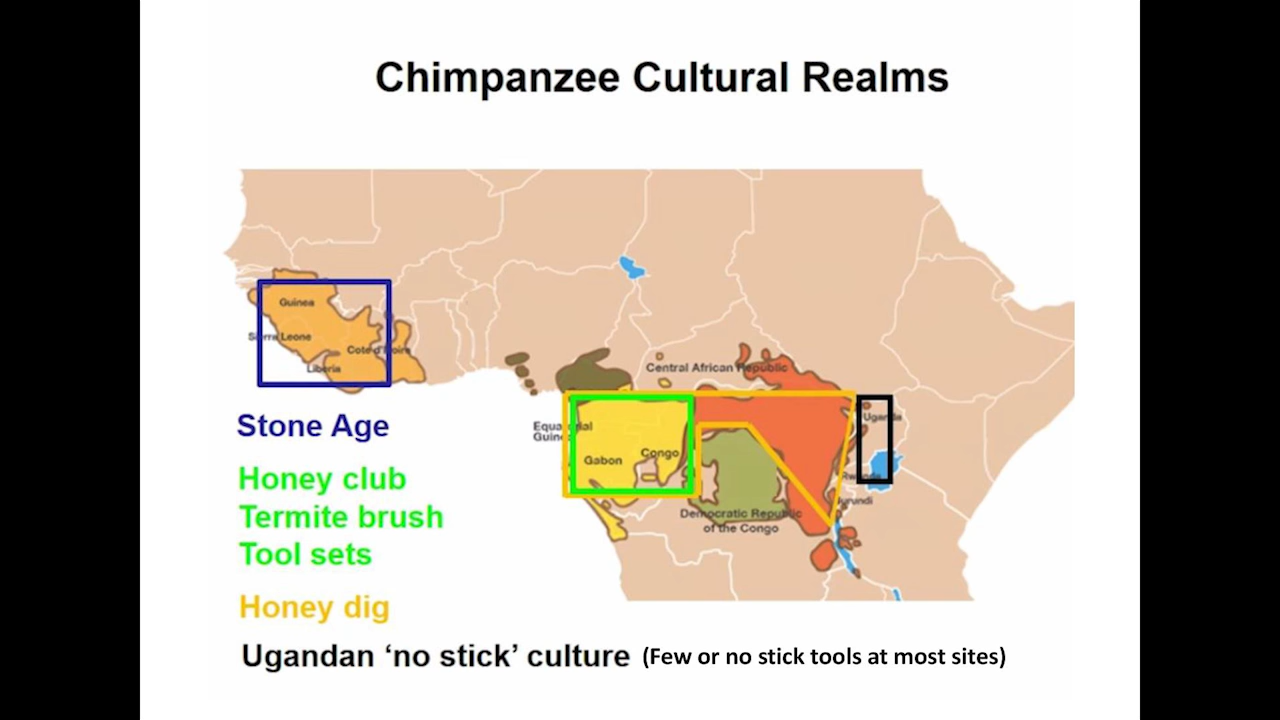 Chimpanzee Cultural Realms
Guinea
Sierra Leone
Cote d'Ivoire
Liberia
Central African Republic
Equatorial
Guinea
Gabon
Congo
Uganda
Rwanda
Burundi
Democratic Republic
of the Congo
Stone Age
Honey club
Termite brush
Tool sets
Honey dig
Ugandan ‘no stick’ culture (Few or no stick tools at most sites)